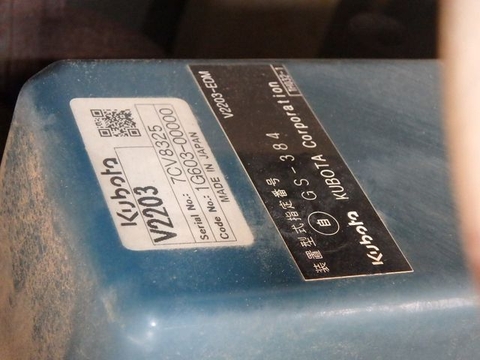 Kubota
V2203
Serial No.: 7CV8325
Code No.: 1G603-00000
MADE IN JAPAN
V2203-EDM
装置型式指定番号
自 GS-384
Kubota KUBOTA Corporation